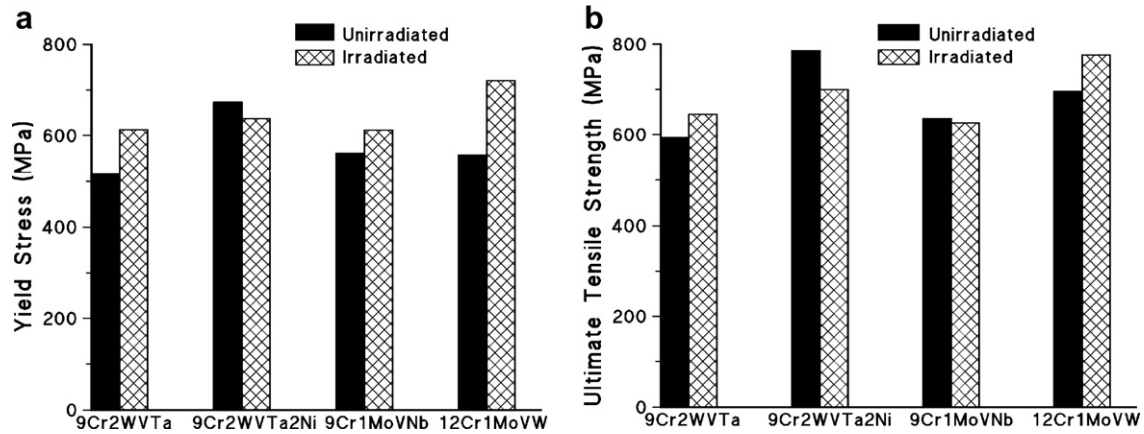 a
Unirradiated
Irradiated
Yield Stress (MPa)
800
600
400
200
0
9Cr2WVTa 9Cr2WVTa2Ni 9Cr1MoVNb 12Cr1MoVW
b
Unirradiated
Irradiated
Ultimate Tensile Strength (MPa)
800
600
400
200
0
9Cr2WVTa 9Cr2WVTa2Ni 9Cr1MoVNb 12Cr1MoVW